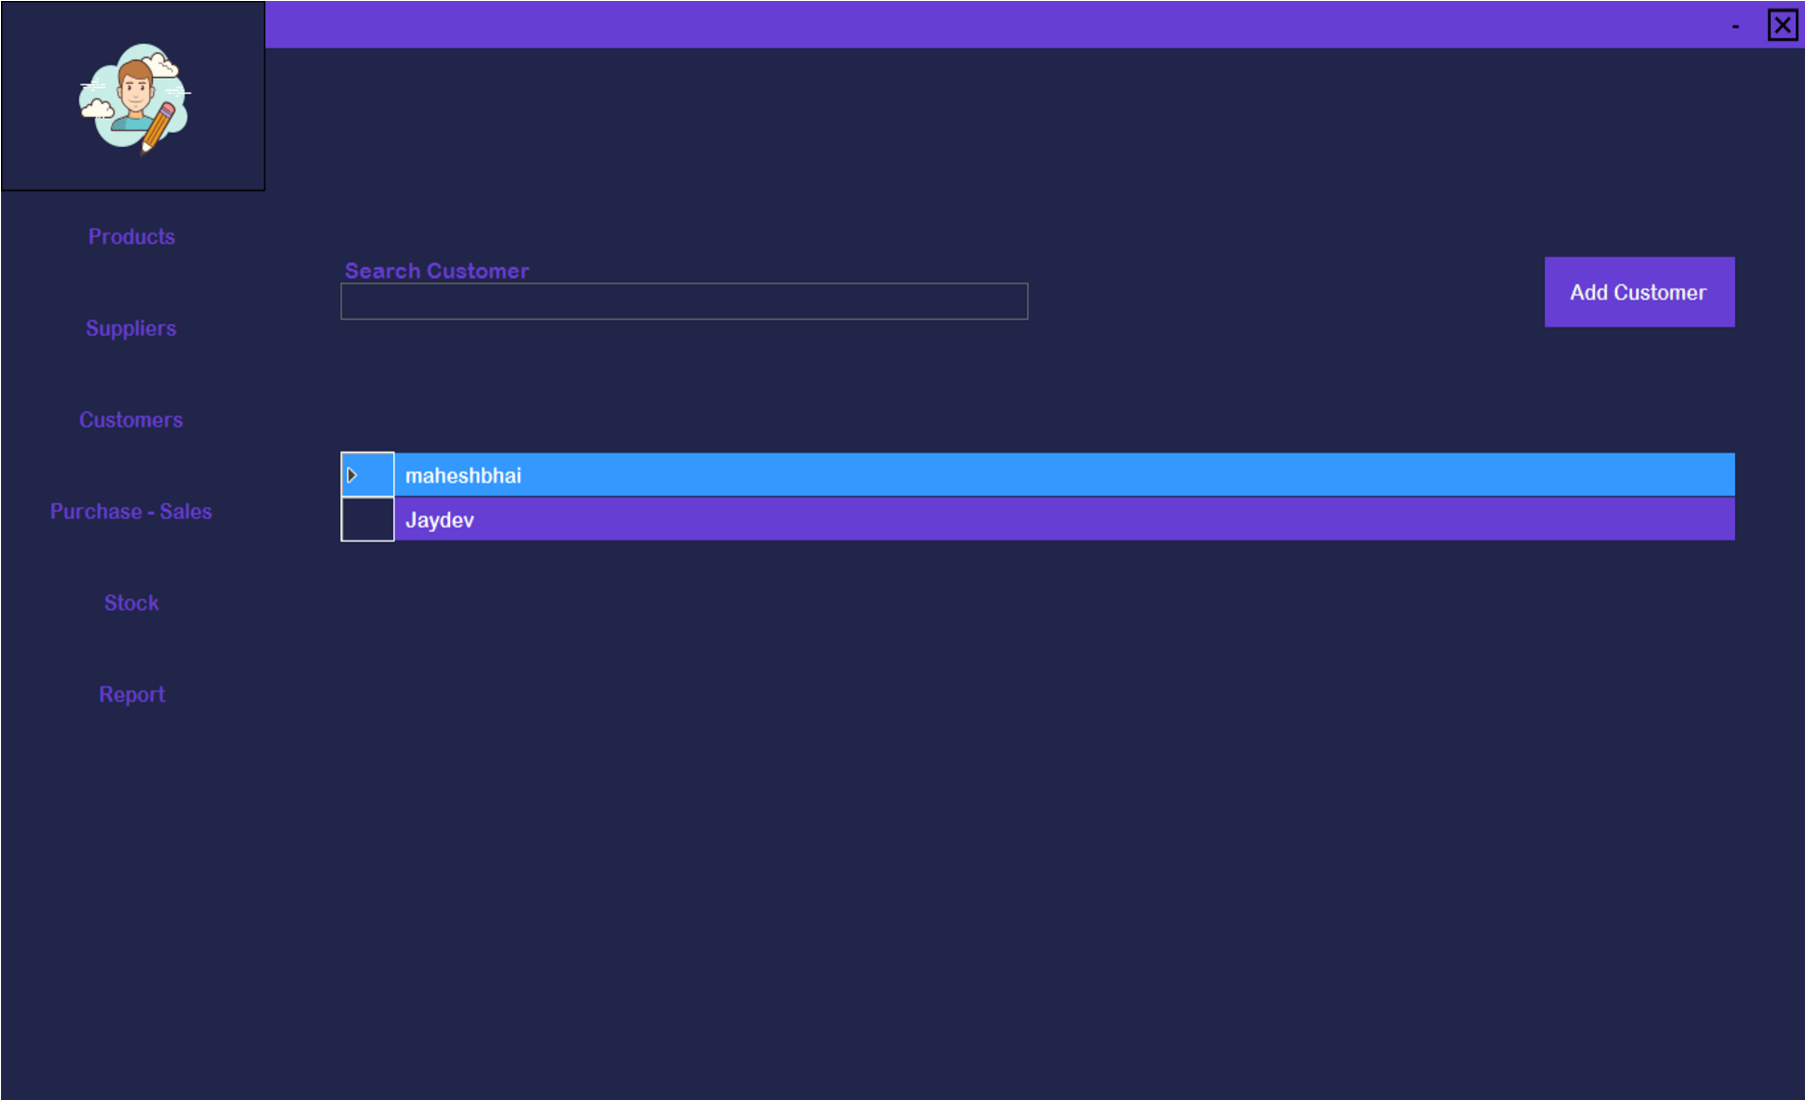 -
Products
Suppliers
Customers
Purchase - Sales
Stock
Report
Search Customer
Add Customer
maheshbhai
Jaydev